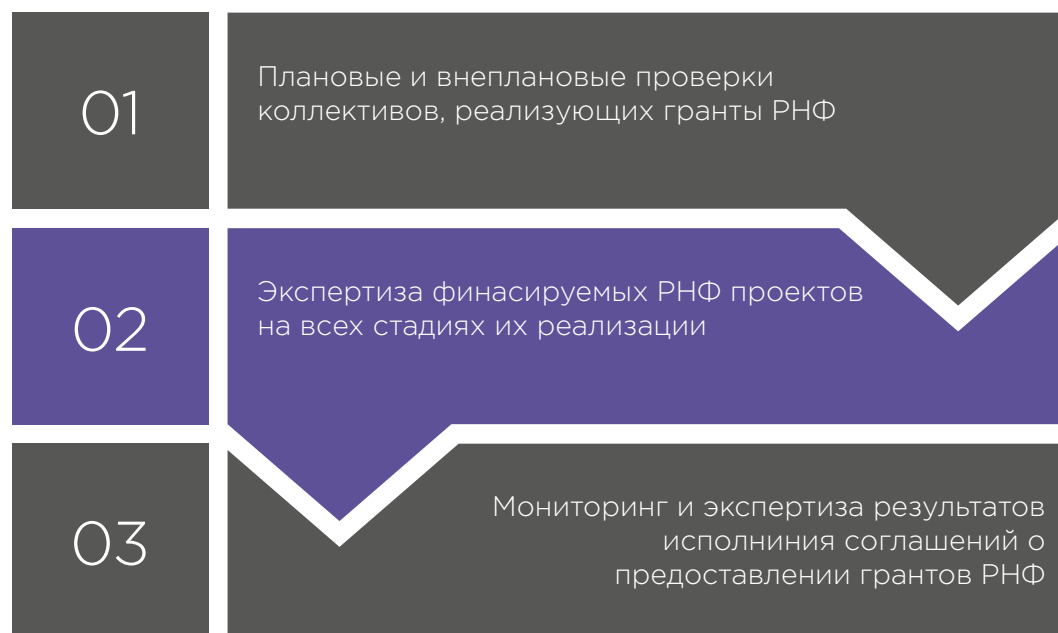 01
Плановые и внеплановые проверки
коллективов, реализующих гранты РНФ
02
Экспертиза финасируемых РНФ проектов
на всех стадиях их реализации
03
Мониторинг и экспертиза результатов
исполниния соглашений о
предоставлении грантов РНФ